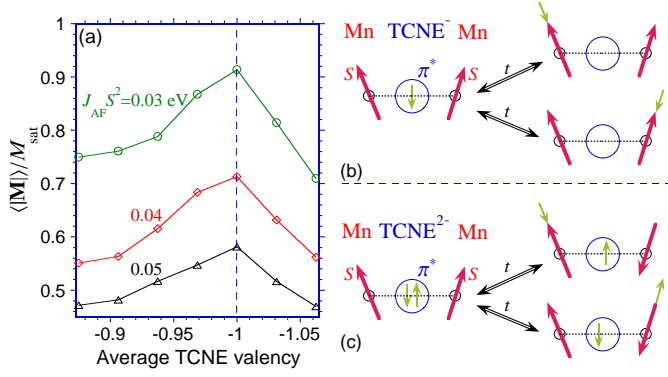 (a)
1
0.9
0.8
0.7
0.6
0.5
⟨|M|⟩/M_sat
J_AF S²=0.03 eV
0.04
0.05
-0.9 -0.95 -1 -1.05
Average TCNE valency
Mn TCNE⁻ Mn
S π* S
t
t
(b)
Mn TCNE²⁻ Mn
S π* S
t
t
(c)